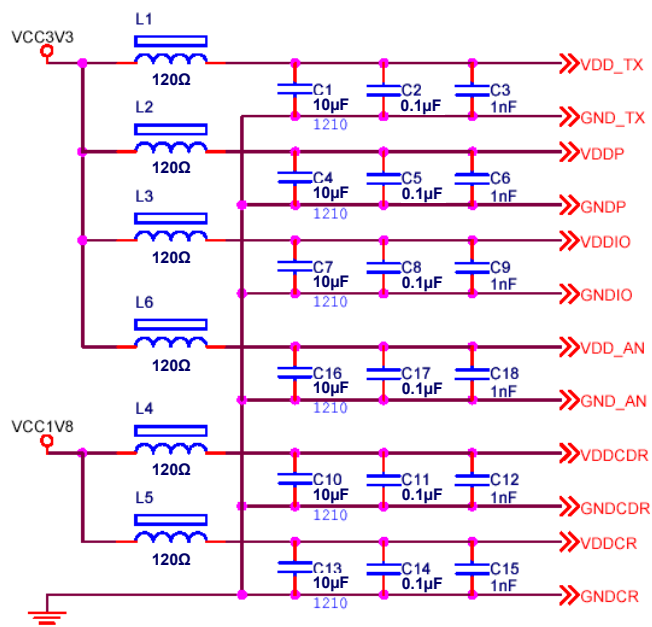 L1
VCC3V3
VDD_TX
120Ω
C1 C2 C3
10µF 0.1µF 1nF
1210
GND_TX
L2
VDDP
120Ω
C4 C5 C6
10µF 0.1µF 1nF
1210
GNDP
L3
VDDIO
120Ω
C7 C8 C9
10µF 0.1µF 1nF
1210
GNDIO
L6
VDD_AN
120Ω
C16 C17 C18
10µF 0.1µF 1nF
1210
GND_AN
L4
VCC1V8
VDDCDR
120Ω
C10 C11 C12
10µF 0.1µF 1nF
1210
GNDCDR
L5
VDDCR
120Ω
C13 C14 C15
10µF 0.1µF 1nF
1210
GNDCR